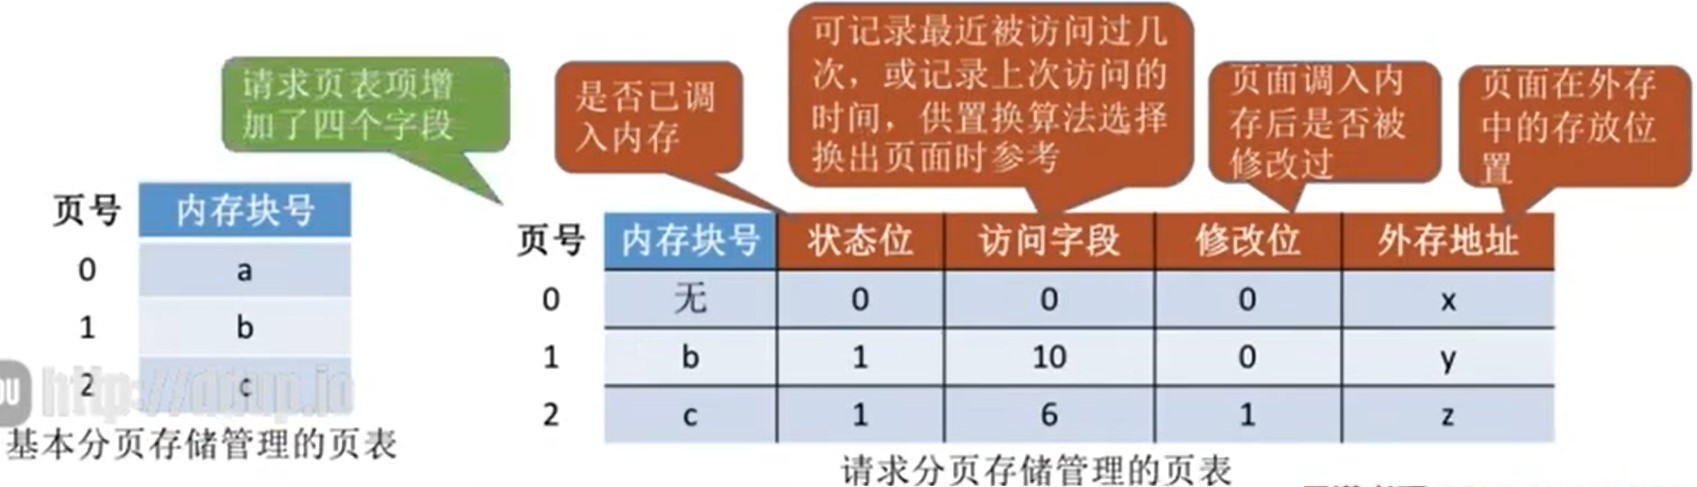 请求页表项增
加了四个字段
是否已调
入内存
可记录最近被访问过几
次，或记录上次访问的
时间，供置换算法选择
换出页面时参考
页面调入内
存后是否被
修改过
页面在外存
中的存放位
置
页号 内存块号
0 a
1 b
2 c
http://dtup.io
基本分页存储管理的页表
页号 内存块号 状态位 访问字段 修改位 外存地址
0 无 0 0 0 x
1 b 1 10 0 y
2 c 1 6 1 z
请求分页存储管理的页表